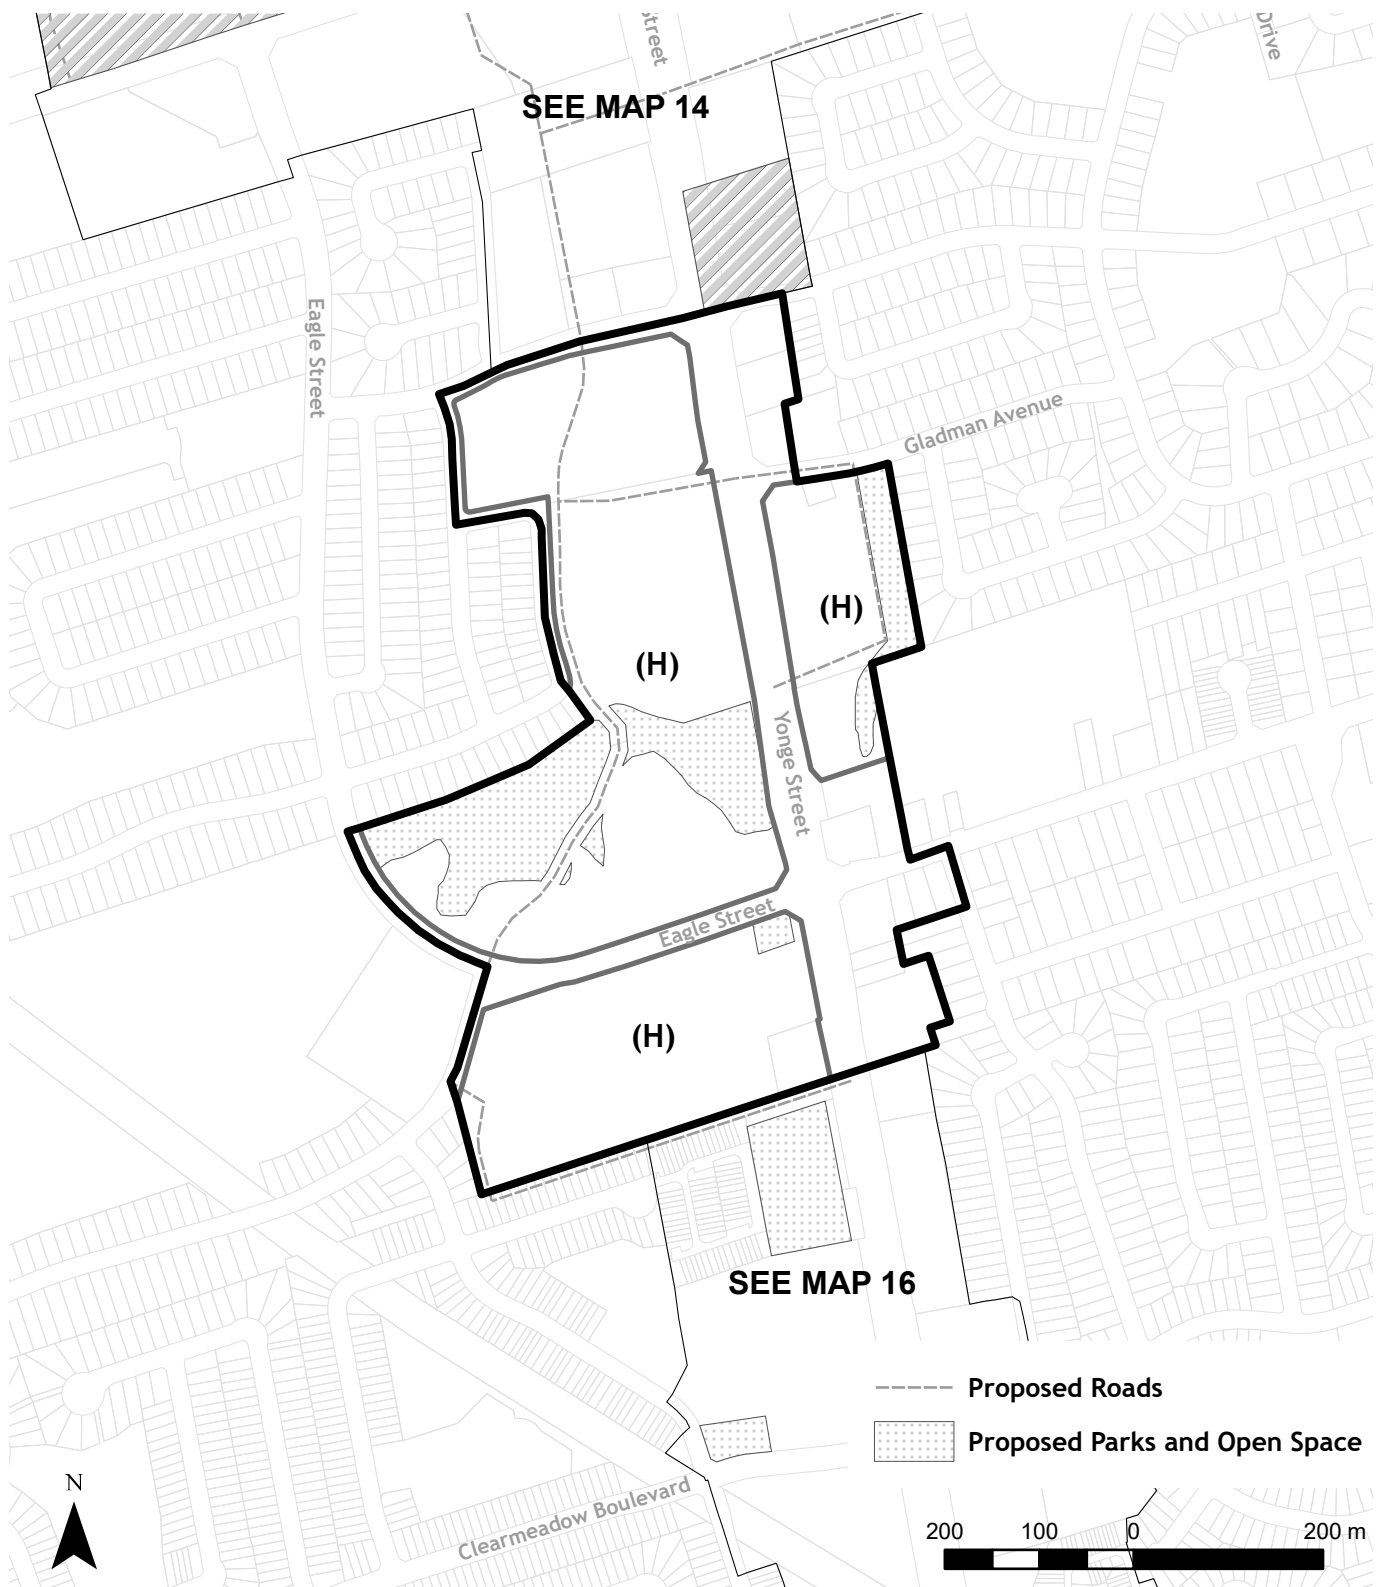 Street
Drive
SEE MAP 14
Eagle Street
Gladman Avenue
(H)
(H)
Yonge Street
Eagle Street
(H)
SEE MAP 16
Proposed Roads
Proposed Parks and Open Space
N
Clearmeadow Boulevard
200 100 0 200 m